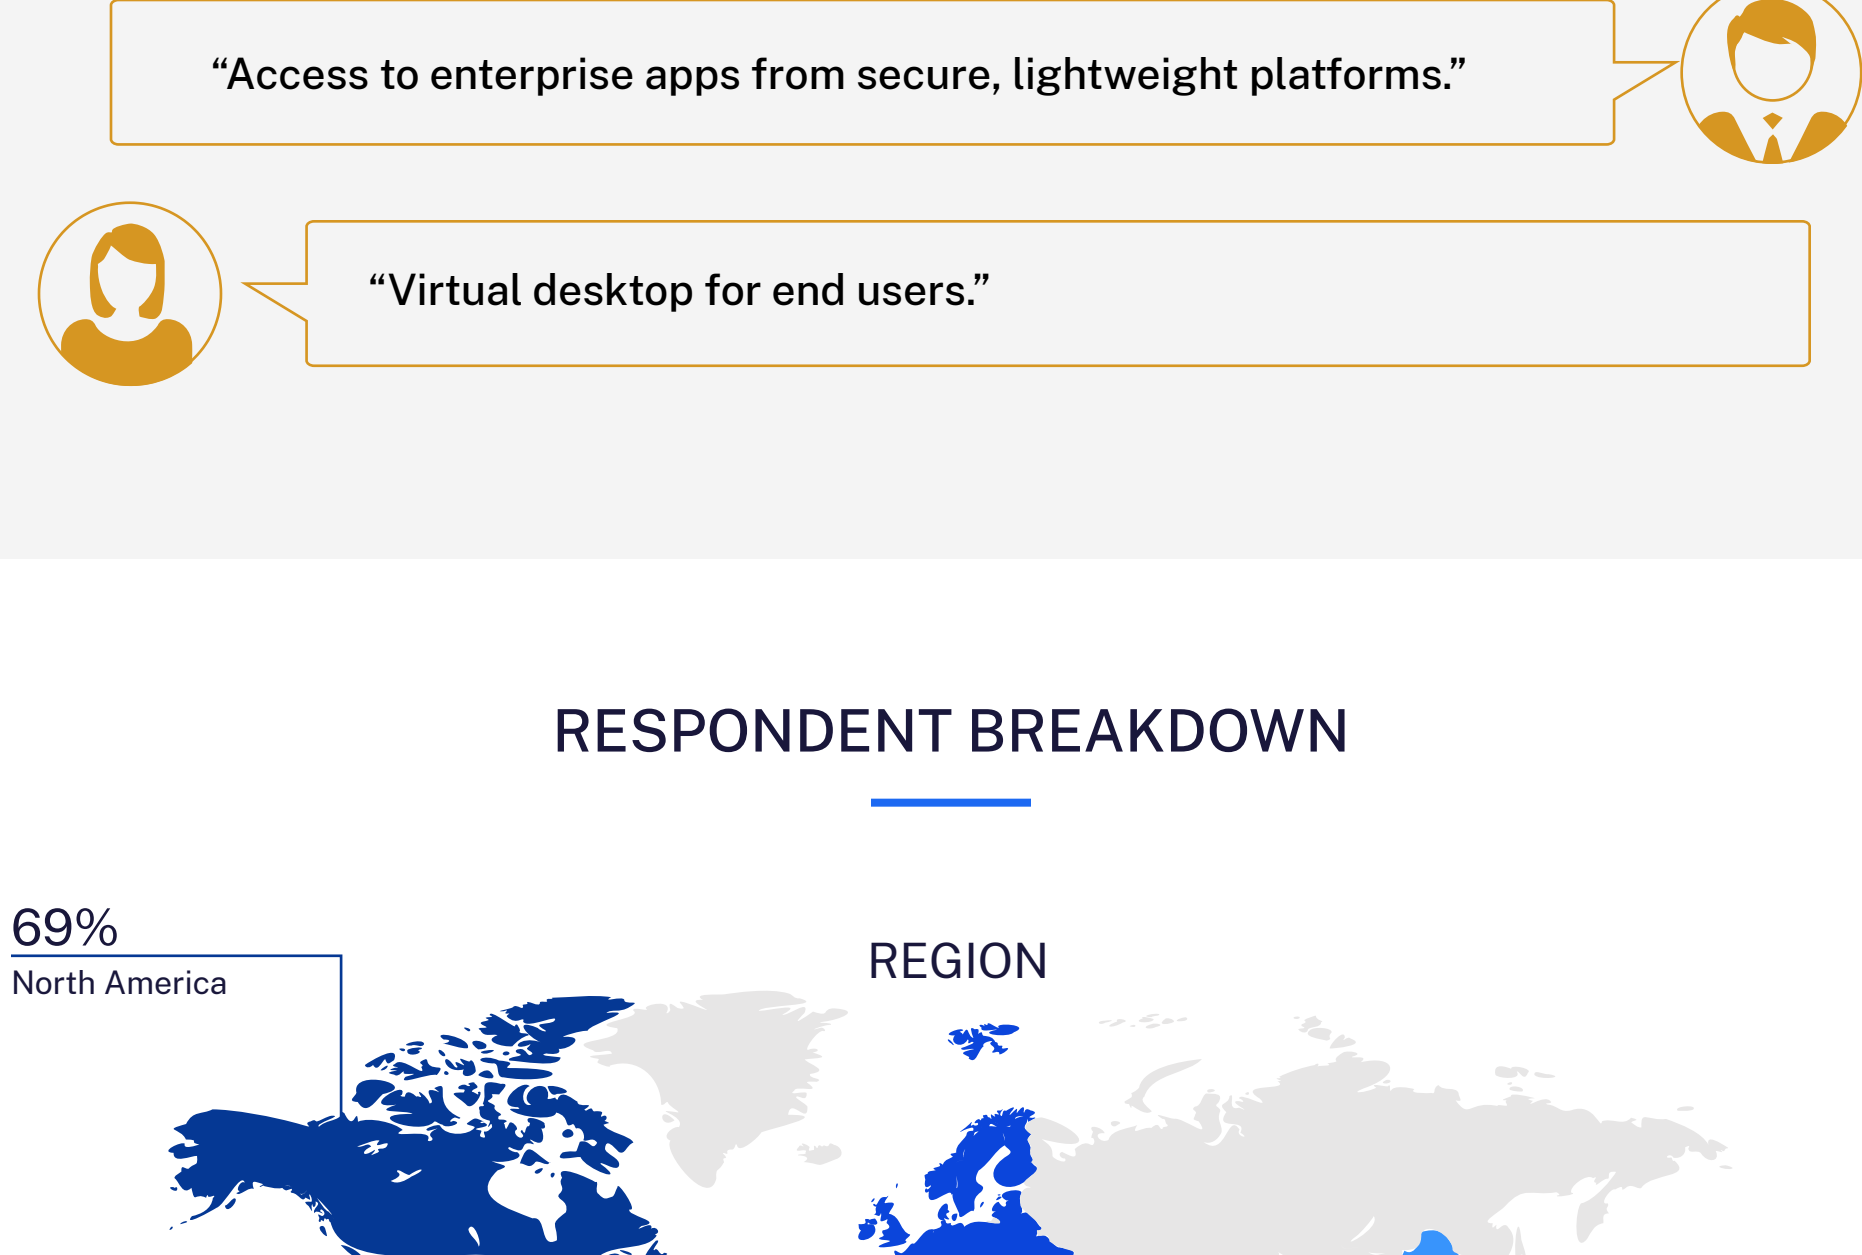 “Access to enterprise apps from secure, lightweight platforms.”
“Virtual desktop for end users.”
RESPONDENT BREAKDOWN
69%
North America
REGION